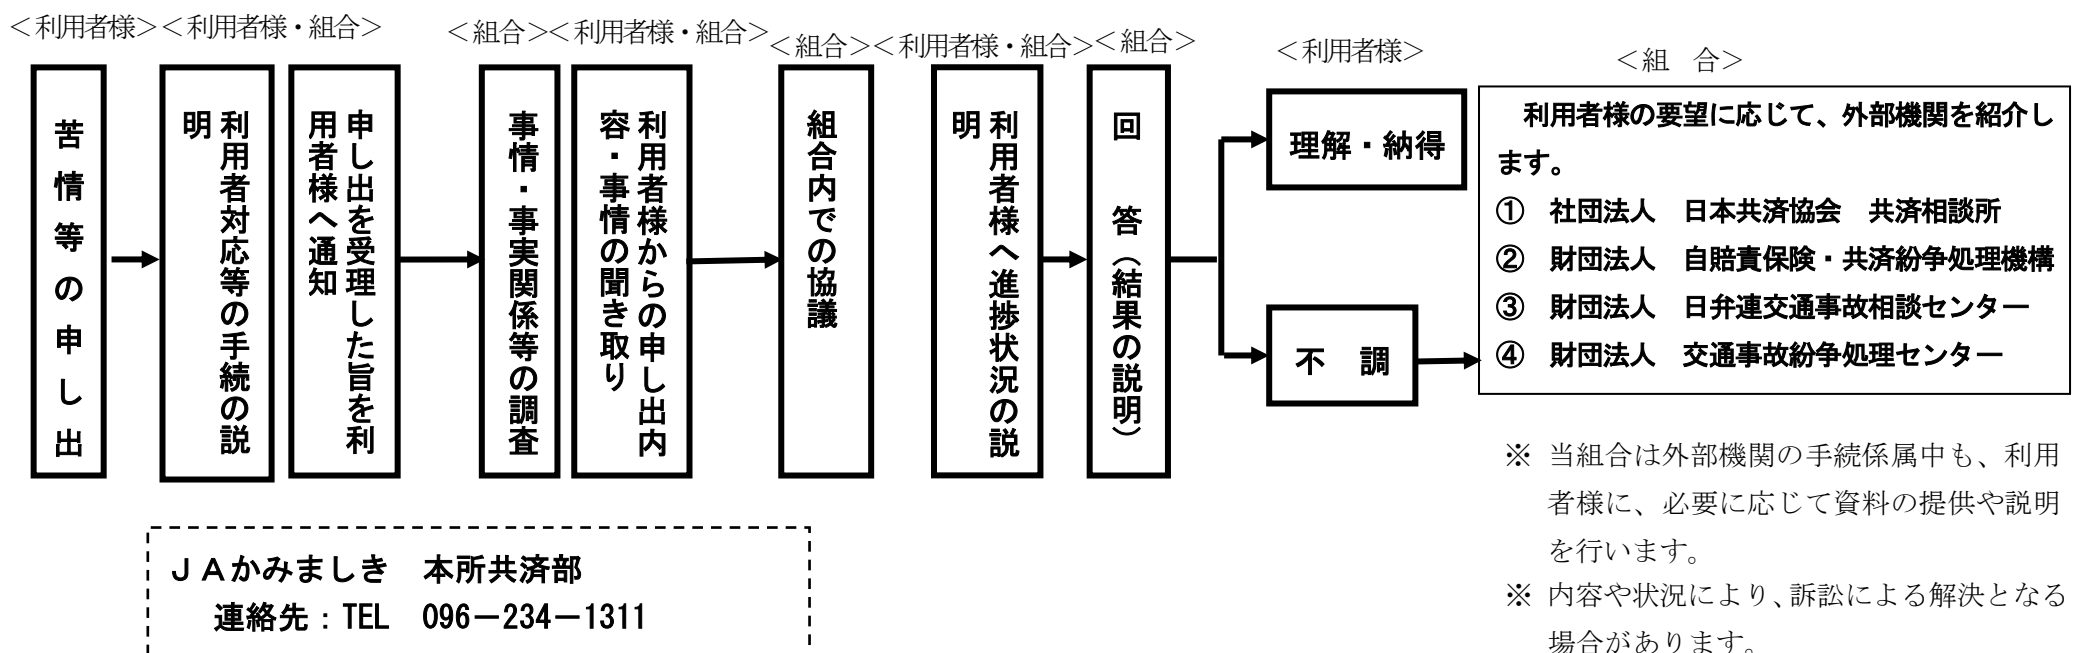 ＜利用者様＞
＜利用者様・組合＞
＜組合＞
＜利用者様・組合＞
＜組合＞
＜利用者様・組合＞
＜組合＞
＜利用者様＞
＜組　合＞
苦情等の申し出
利用者対応等の手続の説
明
申し出を受理した旨を利
用者様へ通知
事情・事実関係等の調査
利用者様からの申し出内
容・事情の聞き取り
組合内での協議
利用者様へ進捗状況の説
明
回　答（結果の説明）
理解・納得
不　調
利用者様の要望に応じて、外部機関を紹介し
ます。
①　社団法人　日本共済協会　共済相談所
②　財団法人　自賠責保険・共済紛争処理機構
③　財団法人　日弁連交通事故相談センター
④　財団法人　交通事故紛争処理センター
※ 当組合は外部機関の手続係属中も、利用
者様に、必要に応じて資料の提供や説明
を行います。
※ 内容や状況により、訴訟による解決となる
場合があります。
ＪＡかみましき　本所共済部
連絡先：TEL　096－234－1311